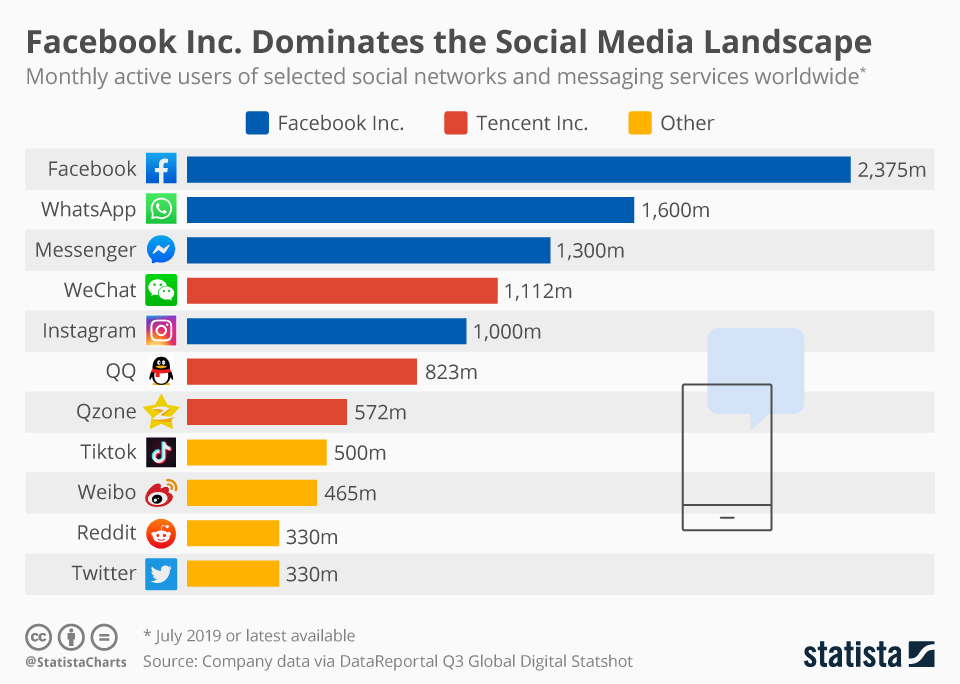 Facebook Inc. Dominates the Social Media Landscape
Monthly active users of selected social networks and messaging services worldwide*
Facebook Inc. Tencent Inc. Other
Facebook 2,375m
WhatsApp 1,600m
Messenger 1,300m
WeChat 1,112m
Instagram 1,000m
QQ 823m
Qzone 572m
Tiktok 500m
Weibo 465m
Reddit 330m
Twitter 330m
* July 2019 or latest available
@StatistaCharts Source: Company data via DataReportal Q3 Global Digital Statshot
statista